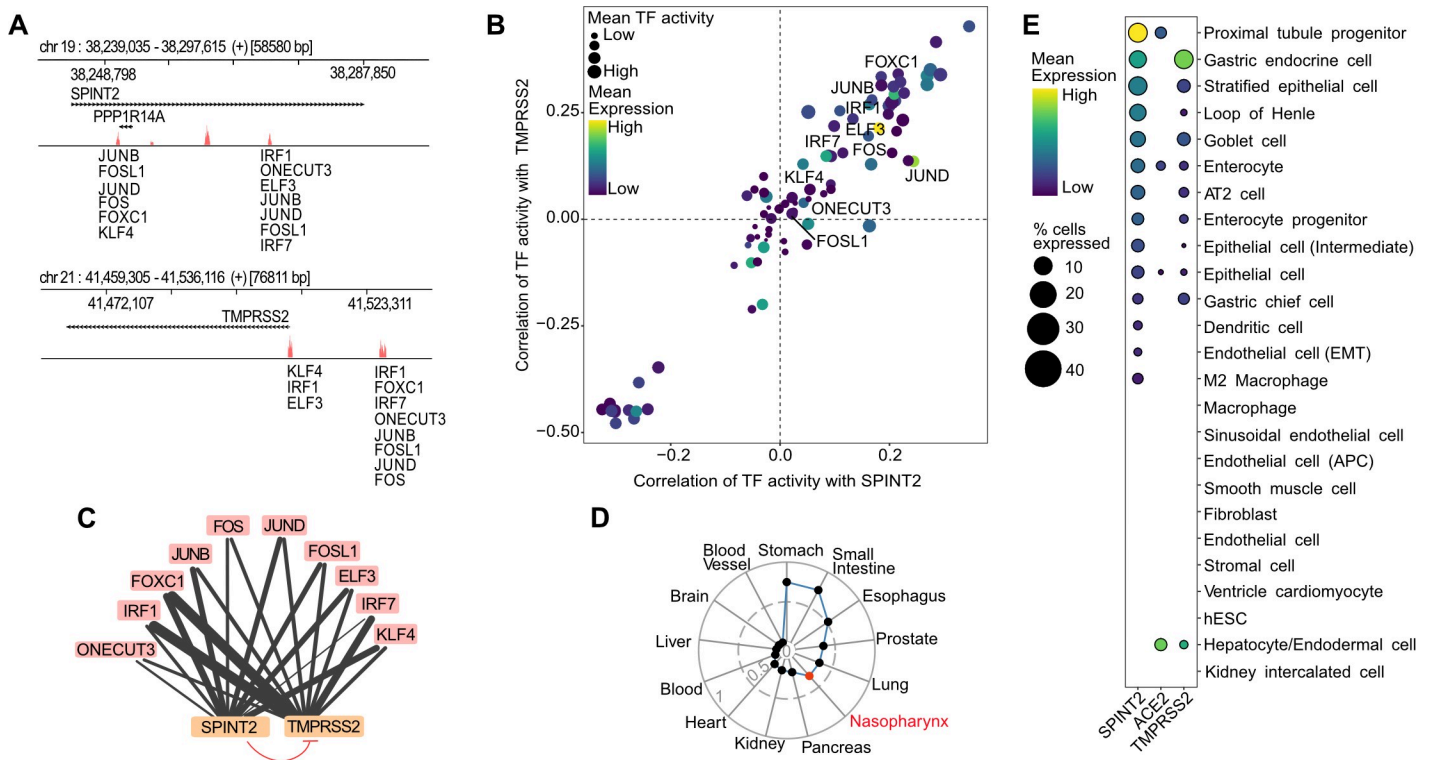 A
chr 19 : 38,239,035 - 38,297,615 (+) [58580 bp]
38,248,798
38,287,850
SPINT2
PPP1R14A
JUNB
FOSL1
JUND
FOS
FOXC1
KLF4
IRF1
ONECUT3
ELF3
JUNB
JUND
FOSL1
IRF7
chr 21 : 41,459,305 - 41,536,116 (+) [76811 bp]
41,472,107
41,523,311
TMPRSS2
KLF4
IRF1
ELF3
IRF1
FOXC1
IRF7
ONECUT3
JUNB
FOSL1
JUND
FOS
B
Mean TF activity
Low
High
Mean
Expression
High
Low
Correlation of TF activity with TMPRSS2
0.25
0.00
−0.25
−0.50
−0.2
0.0
0.2
Correlation of TF activity with SPINT2
FOXC1
JUNB
IRF1
ELF3
IRF7
FOS
JUND
KLF4
ONECUT3
FOSL1
C
FOS
JUND
JUNB
FOSL1
FOXC1
ELF3
IRF1
IRF7
ONECUT3
KLF4
SPINT2
TMPRSS2
D
Stomach
Small
Intestine
Esophagus
Prostate
Lung
Nasopharynx
Pancreas
Kidney
Heart
Blood
Liver
Brain
Blood
Vessel
0
0.5
1
E
Mean
Expression
High
Low
% cells
expressed
10
20
30
40
Proximal tubule progenitor
Gastric endocrine cell
Stratified epithelial cell
Loop of Henle
Goblet cell
Enterocyte
AT2 cell
Enterocyte progenitor
Epithelial cell (Intermediate)
Epithelial cell
Gastric chief cell
Dendritic cell
Endothelial cell (EMT)
M2 Macrophage
Macrophage
Sinusoidal endothelial cell
Endothelial cell (APC)
Smooth muscle cell
Fibroblast
Endothelial cell
Stromal cell
Ventricle cardiomyocyte
hESC
Hepatocyte/Endodermal cell
Kidney intercalated cell
SPINT2
ACE2
TMPRSS2